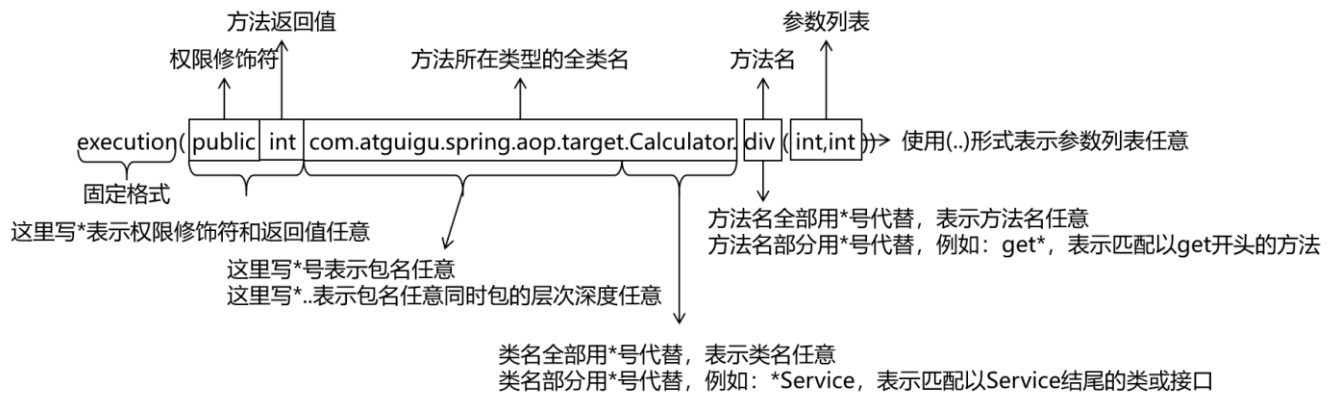 方法返回值
参数列表
权限修饰符
方法所在类型的全类名
方法名
execution(public int com.atguigu.spring.aop.target.Calculator.div(int,int)) 使用(..)形式表示参数列表任意
固定格式
这里写*表示权限修饰符和返回值任意
方法名全部用*号代替，表示方法名任意
方法名部分用*号代替，例如：get*，表示匹配以get开头的方法
这里写*号表示包名任意
这里写*..表示包名任意同时包的层次深度任意
类名全部用*号代替，表示类名任意
类名部分用*号代替，例如：*Service，表示匹配以Service结尾的类或接口